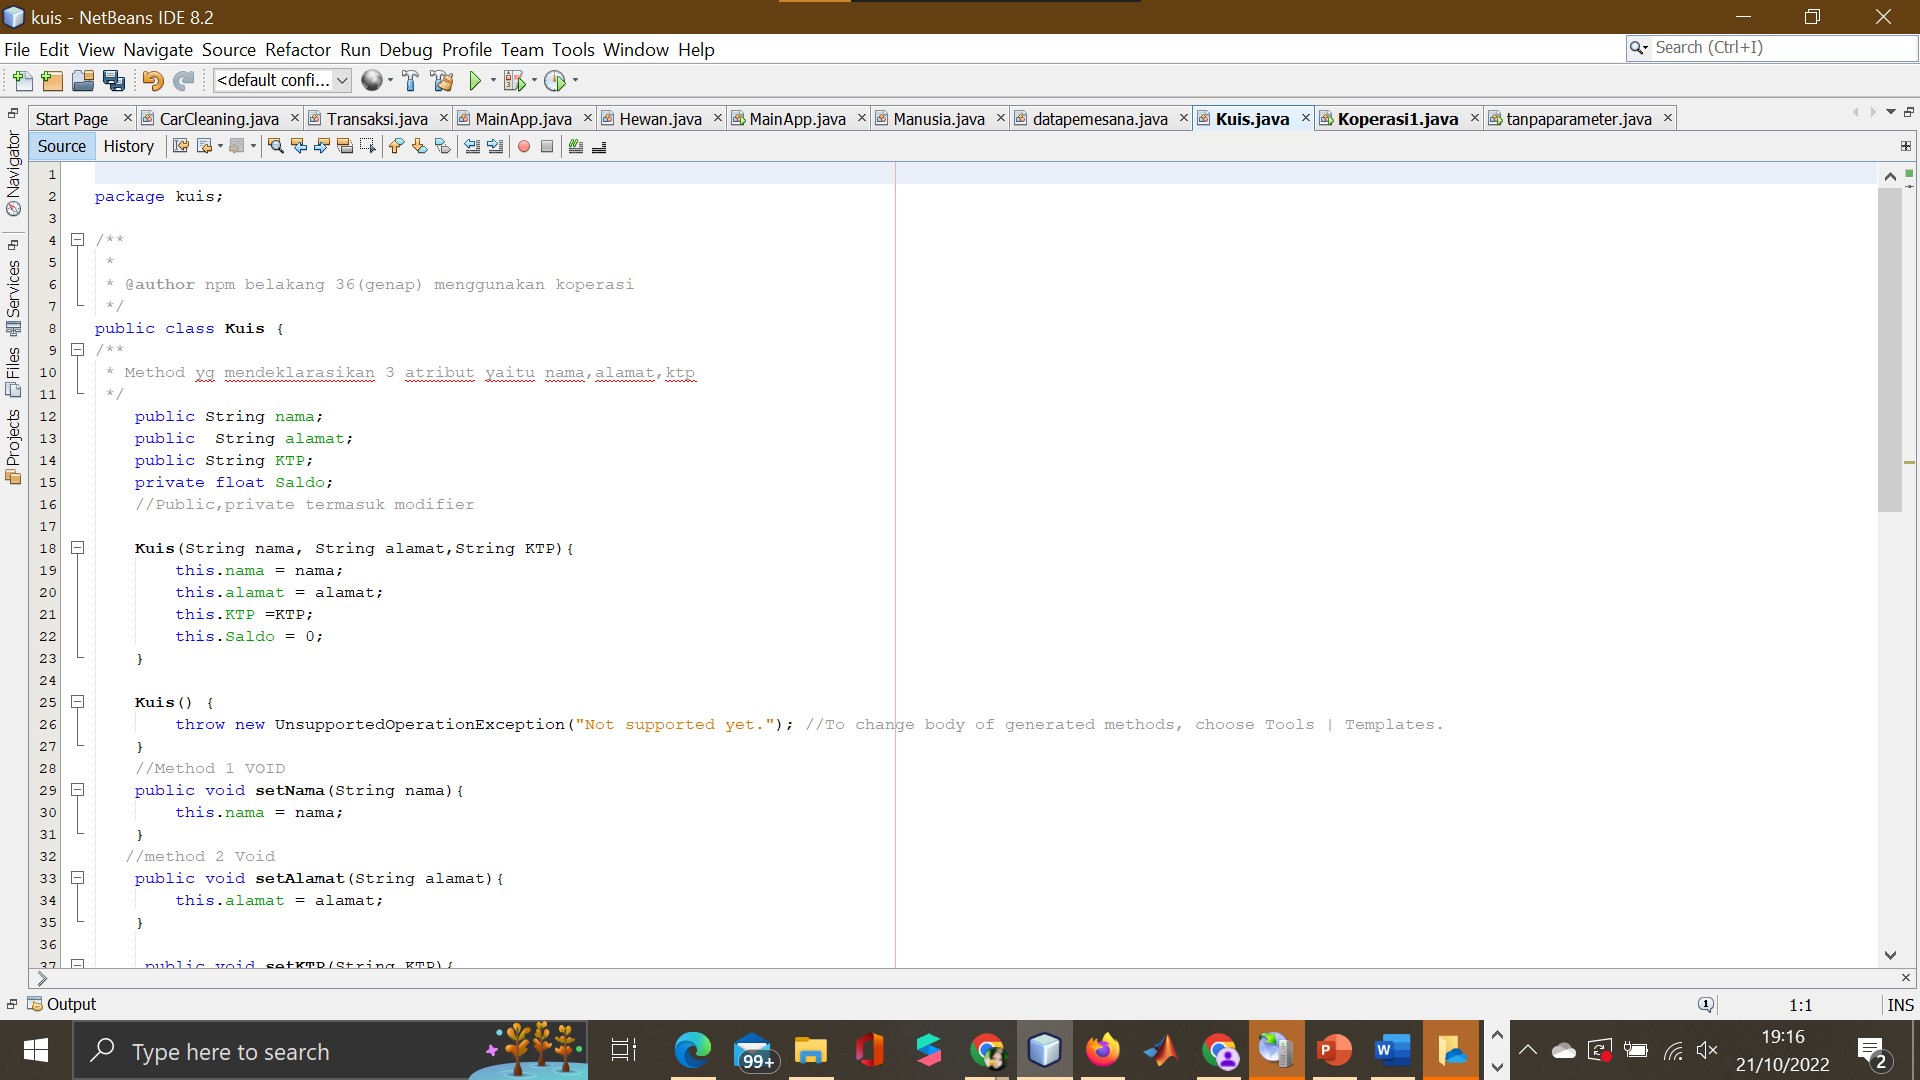 kuis - NetBeans IDE 8.2
File Edit View Navigate Source Refactor Run Debug Profile Team Tools Window Help
Search (Ctrl+I)
<default confi...
Start Page CarCleaning.java Transaksi.java MainApp.java Hewan.java MainApp.java Manusia.java datapemesana.java Kuis.java Koperasi1.java tanpaparameter.java
Source History
Navigator
Services
Files
Projects
1
2 package kuis;
3
4 /**
5 *
6 * @author npm belakang 36(genap) menggunakan koperasi
7 */
8 public class Kuis {
9 /**
10 * Method yg mendeklarasikan 3 atribut yaitu nama,alamat,ktp
11 */
12 public String nama;
13 public  String alamat;
14 public String KTP;
15 private float Saldo;
16 //Public,private termasuk modifier
17
18 Kuis(String nama, String alamat,String KTP){
19 this.nama = nama;
20 this.alamat = alamat;
21 this.KTP =KTP;
22 this.Saldo = 0;
23 }
24
25 Kuis() {
26 throw new UnsupportedOperationException("Not supported yet."); //To change body of generated methods, choose Tools | Templates.
27 }
28 //Method 1 VOID
29 public void setNama(String nama){
30 this.nama = nama;
31 }
32 //method 2 Void
33 public void setAlamat(String alamat){
34 this.alamat = alamat;
35 }
36
37 public void setKTP(String KTP){
Output
1:1 INS
Type here to search
99+
19:16
21/10/2022
2